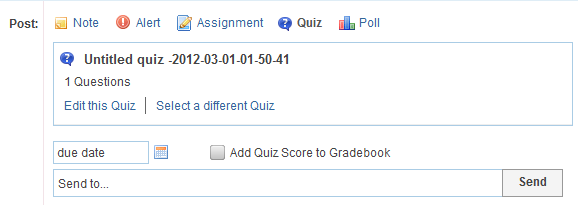 Post: Note Alert Assignment Quiz Poll
Untitled quiz -2012-03-01-01-50-41
1 Questions
Edit this Quiz | Select a different Quiz
due date Add Quiz Score to Gradebook
Send to... Send